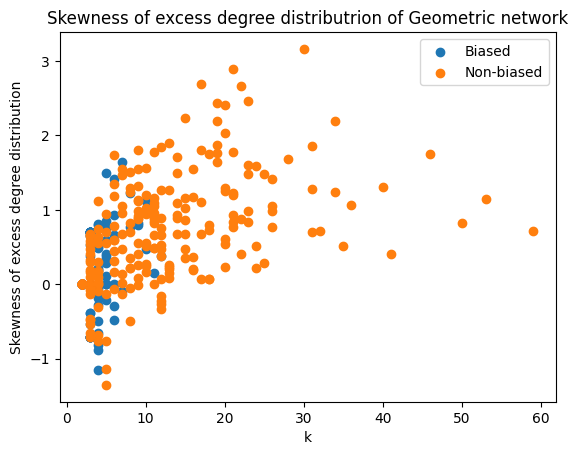 Skewness of excess degree distributrion of Geometric network
Biased
Non-biased
Skewness of excess degree distribution
3
2
1
0
−1
0 10 20 30 40 50 60
k